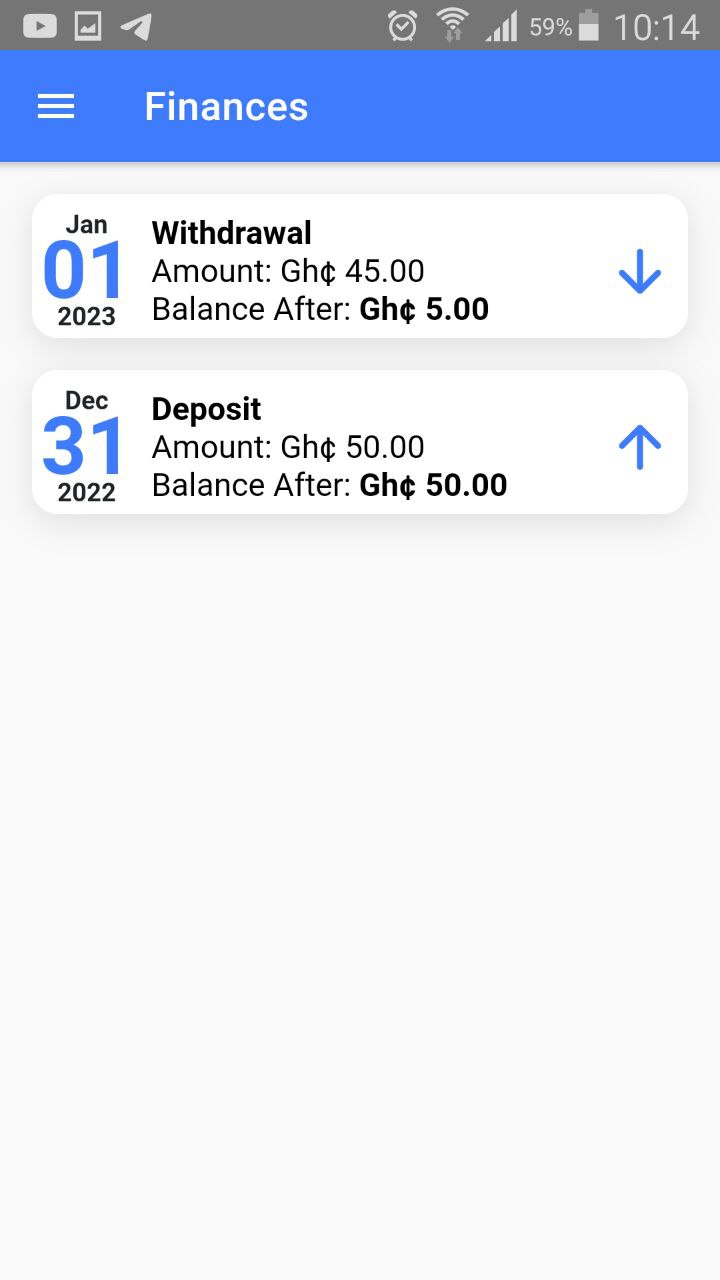 59% 10:14
Finances
Jan
01
2023
Withdrawal
Amount: Gh¢ 45.00
Balance After: Gh¢ 5.00
Dec
31
2022
Deposit
Amount: Gh¢ 50.00
Balance After: Gh¢ 50.00